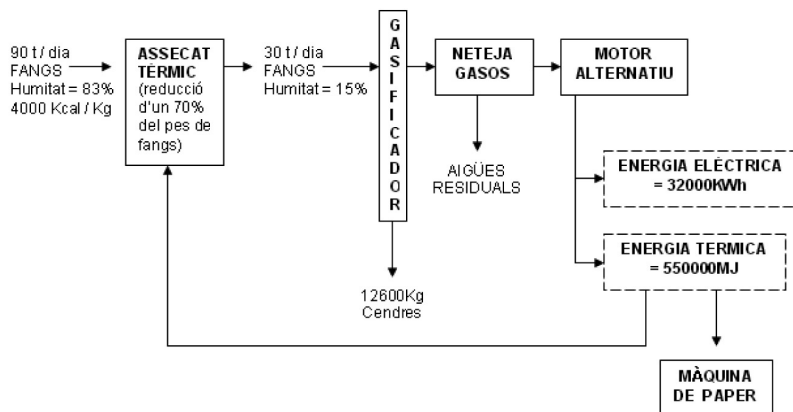 90 t / dia
FANGS
Humitat = 83%
4000 Kcal / Kg
ASSECAT
TÈRMIC
(reducció
d'un 70%
del pes de
fangs)
30 t / dia
FANGS
Humitat = 15%
GASIFICADOR
NETEJA
GASOS
MOTOR
ALTERNATIU
AIGÜES
RESIDUALS
ENERGIA ELÈCTRICA
= 32000KWh
ENERGIA TERMICA
= 550000MJ
12600Kg
Cendres
MÀQUINA
DE PAPER